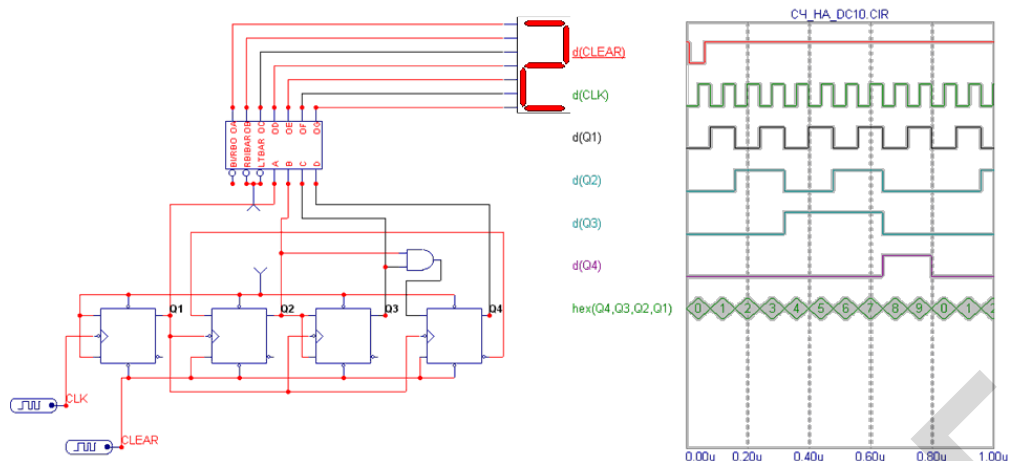 СЧ_НА_DC10.CIR
d(CLEAR)
d(CLK)
d(Q1)
d(Q2)
d(Q3)
d(Q4)
hex(Q4,Q3,Q2,Q1)
0 1 2 3 4 5 6 7 8 9 0 1 2
0.00u 0.20u 0.40u 0.60u 0.80u 1.00u
BI/RBO OA
RBIBAR OB
LTBAR OC
A OD
B OE
C OF
D OG
Q1
Q2
Q3
Q4
CLK
CLEAR